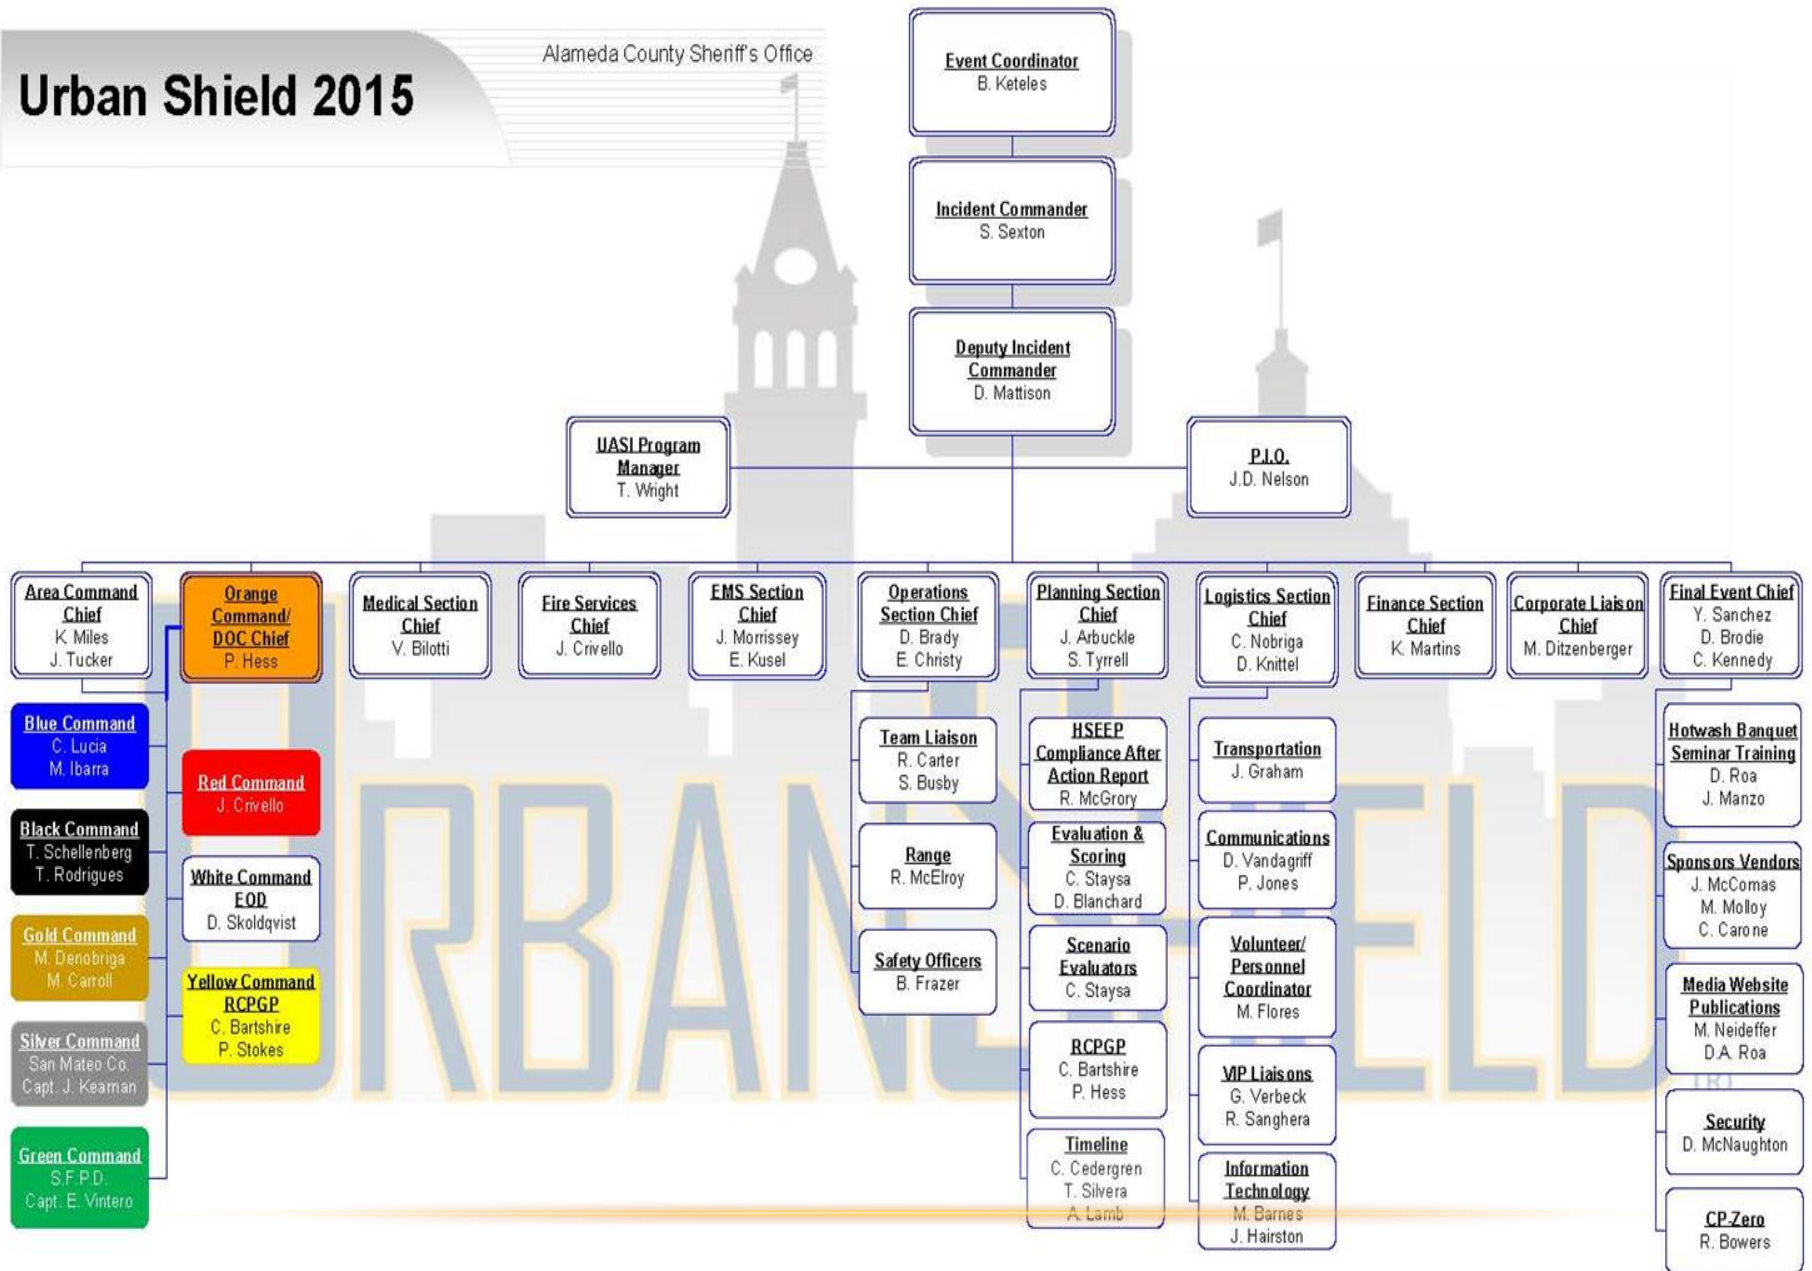 Urban Shield 2015
Alameda County Sheriff's Office
Event Coordinator
B. Keteles
Incident Commander
S. Sexton
Deputy Incident
Commander
D. Mattison
UASI Program
Manager
T. Wright
P.I.O.
J.D. Nelson
Area Command
Chief
K. Miles
J. Tucker
Orange
Command/
DOC Chief
P. Hess
Medical Section
Chief
V. Bilotti
Fire Services
Chief
J. Crivello
EMS Section
Chief
J. Morrissey
E. Kusel
Operations
Section Chief
D. Brady
E. Christy
Planning Section
Chief
J. Arbuckle
S. Tyrrell
Logistics Section
Chief
C. Nobriga
D. Knittel
Finance Section
Chief
K. Martins
Corporate Liaison
Chief
M. Ditzenberger
Final Event Chief
Y. Sanchez
D. Brodie
C. Kennedy
Blue Command
C. Lucia
M. Ibarra
Black Command
T. Schellenberg
T. Rodrigues
Gold Command
M. Denobriga
M. Carroll
Silver Command
San Mateo Co.
Capt. J. Kearnan
Green Command
S.F.P.D.
Capt. E. Vintero
Red Command
J. Crivello
White Command
EOD
D. Skoldqvist
Yellow Command
RCPGP
C. Bartshire
P. Stokes
Team Liaison
R. Carter
S. Busby
Range
R. McElroy
Safety Officers
B. Frazer
HSEEP
Compliance After
Action Report
R. McGrory
Evaluation &
Scoring
C. Staysa
D. Blanchard
Scenario
Evaluators
C. Staysa
RCPGP
C. Bartshire
P. Hess
Timeline
C. Cedergren
T. Silvera
A. Lamb
Transportation
J. Graham
Communications
D. Vandagriff
P. Jones
Volunteer/
Personnel
Coordinator
M. Flores
VIP Liaisons
G. Verbeck
R. Sanghera
Information
Technology
M. Barnes
J. Hairston
Hotwash Banquet
Seminar Training
D. Roa
J. Manzo
Sponsors Vendors
J. McComas
M. Molloy
C. Carone
Media Website
Publications
M. Neideffer
D.A. Roa
Security
D. McNaughton
CP-Zero
R. Bowers
URBAN SHIELD
(R)